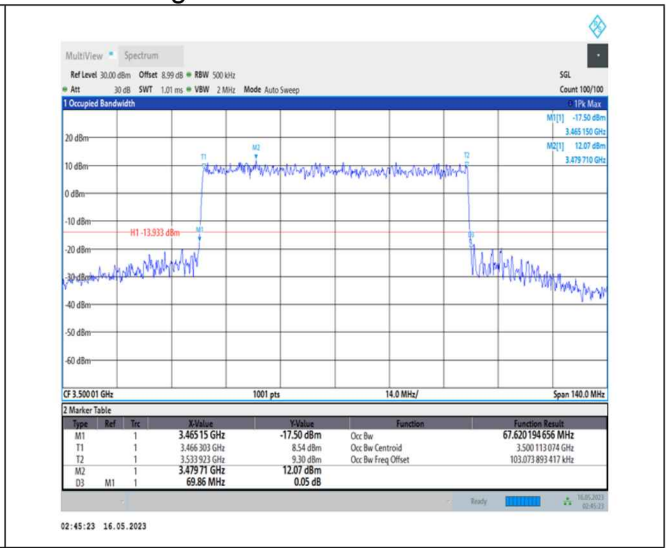 MultiView Spectrum
Ref Level 30.00 dBm Offset 8.99 dB RBW 500 kHz SGL
Att 30 dB SWT 1.01 ms VBW 2 MHz Mode Auto Sweep Count 100/100
1 Occupied Bandwidth 1Pk Max
M1[1] -17.50 dBm
3.465 150 GHz
M2[1] 12.07 dBm
3.479 710 GHz
20 dBm
M2
T1 T2
10 dBm
0 dBm
-10 dBm
H1 -13.933 dBm M1
-20 dBm
-30 dBm
-40 dBm
-50 dBm
-60 dBm
CF 3.500 01 GHz 1001 pts 14.0 MHz/ Span 140.0 MHz
2 Marker Table
Type Ref Trc X-Value Y-Value Function Function Result
M1 1 3.465 15 GHz -17.50 dBm Occ Bw 67.620 194 656 MHz
T1 1 3.466 303 GHz 8.54 dBm Occ Bw Centroid 3.500 113 074 GHz
T2 1 3.533 923 GHz 9.30 dBm Occ Bw Freq Offset 103.073 893 417 kHz
M2 1 3.479 71 GHz 12.07 dBm
D3 M1 1 69.86 MHz 0.05 dB
Ready 16.05.2023
02:45:23
02:45:23 16.05.2023